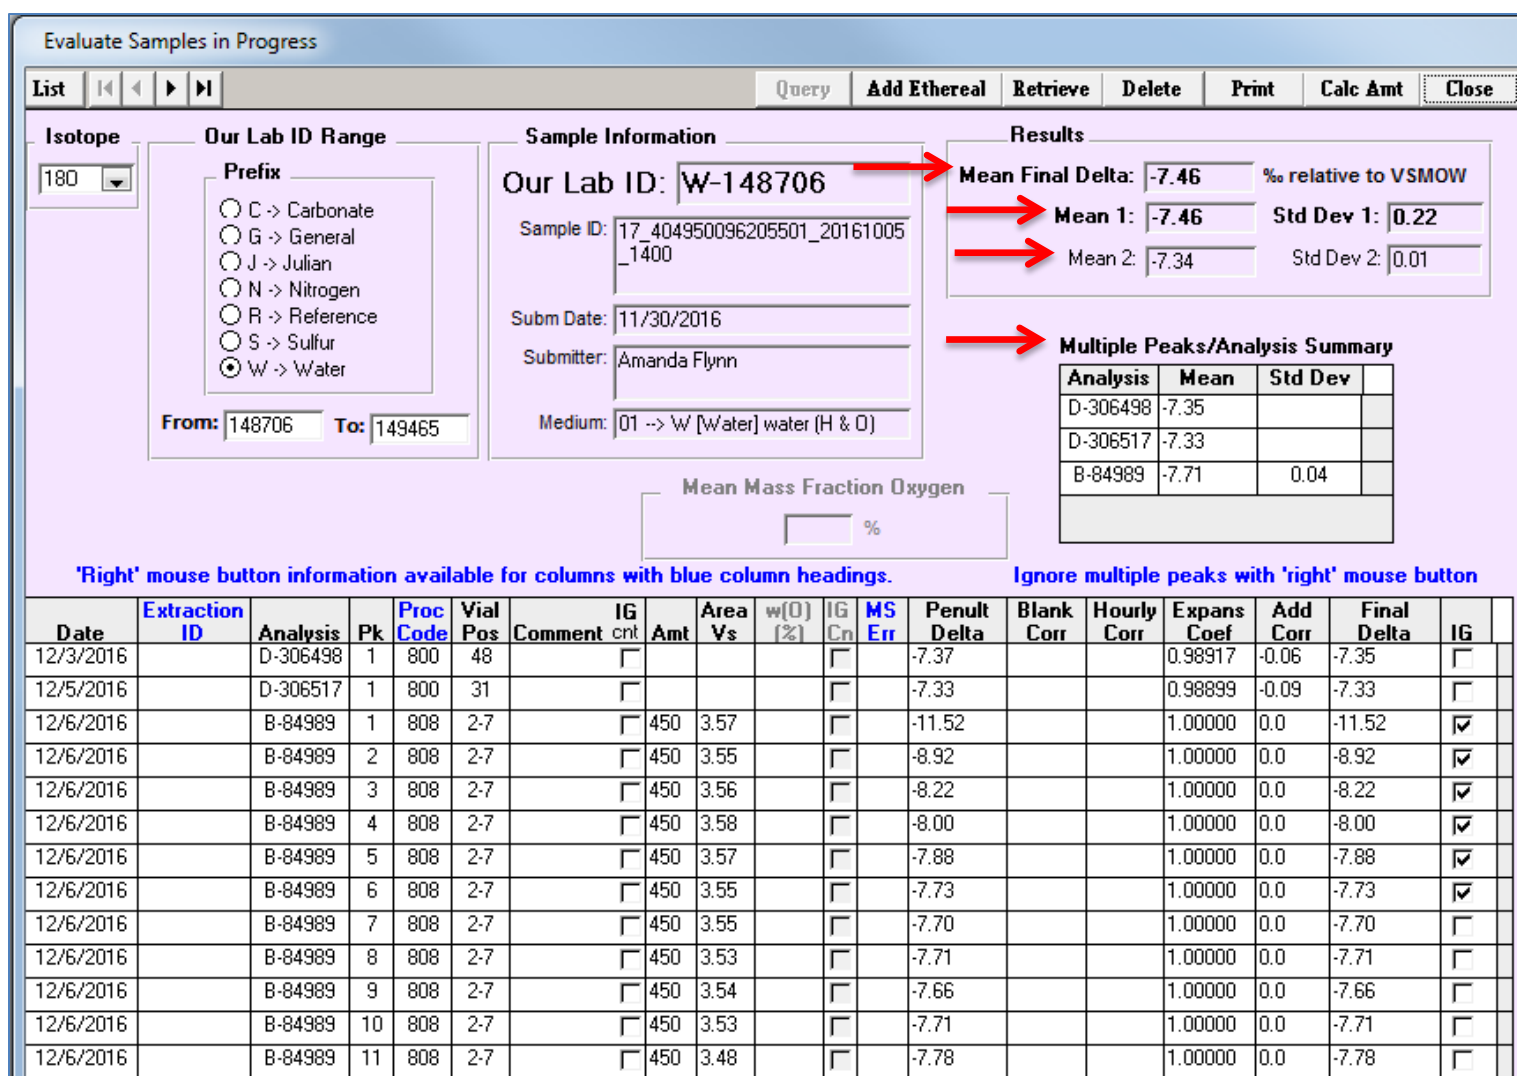 Evaluate Samples in Progress
List Query Add Ethereal Retrieve Delete Print Calc Amt Close
Isotope
180
Our Lab ID Range
Prefix
C -> Carbonate
G -> General
J -> Julian
N -> Nitrogen
R -> Reference
S -> Sulfur
W -> Water
From: 148706 To: 149465
Sample Information
Our Lab ID: W-148706
Sample ID: 17_404950096205501_20161005
_1400
Subm Date: 11/30/2016
Submitter: Amanda Flynn
Medium: 01 --> W [Water] water (H & O)
Results
Mean Final Delta: -7.46 ‰ relative to VSMOW
Mean 1: -7.46 Std Dev 1: 0.22
Mean 2: -7.34 Std Dev 2: 0.01
Multiple Peaks/Analysis Summary
Analysis Mean Std Dev
D-306498 -7.35
D-306517 -7.33
B-84989 -7.71 0.04
Mean Mass Fraction Oxygen
%
'Right' mouse button information available for columns with blue column headings. Ignore multiple peaks with 'right' mouse button
Extraction Proc Vial IG Area w(O) IG MS Penult Blank Hourly Expans Add Final
Date ID Analysis Pk Code Pos Comment cnt Amt Vs (%) Cn Err Delta Corr Corr Coef Corr Delta IG
12/3/2016 D-306498 1 800 48 -7.37 0.98917 -0.06 -7.35
12/5/2016 D-306517 1 800 31 -7.33 0.98899 -0.09 -7.33
12/6/2016 B-84989 1 808 2-7 450 3.57 -11.52 1.00000 0.0 -11.52
12/6/2016 B-84989 2 808 2-7 450 3.55 -8.92 1.00000 0.0 -8.92
12/6/2016 B-84989 3 808 2-7 450 3.56 -8.22 1.00000 0.0 -8.22
12/6/2016 B-84989 4 808 2-7 450 3.58 -8.00 1.00000 0.0 -8.00
12/6/2016 B-84989 5 808 2-7 450 3.57 -7.88 1.00000 0.0 -7.88
12/6/2016 B-84989 6 808 2-7 450 3.55 -7.73 1.00000 0.0 -7.73
12/6/2016 B-84989 7 808 2-7 450 3.55 -7.70 1.00000 0.0 -7.70
12/6/2016 B-84989 8 808 2-7 450 3.53 -7.71 1.00000 0.0 -7.71
12/6/2016 B-84989 9 808 2-7 450 3.54 -7.66 1.00000 0.0 -7.66
12/6/2016 B-84989 10 808 2-7 450 3.53 -7.71 1.00000 0.0 -7.71
12/6/2016 B-84989 11 808 2-7 450 3.48 -7.78 1.00000 0.0 -7.78